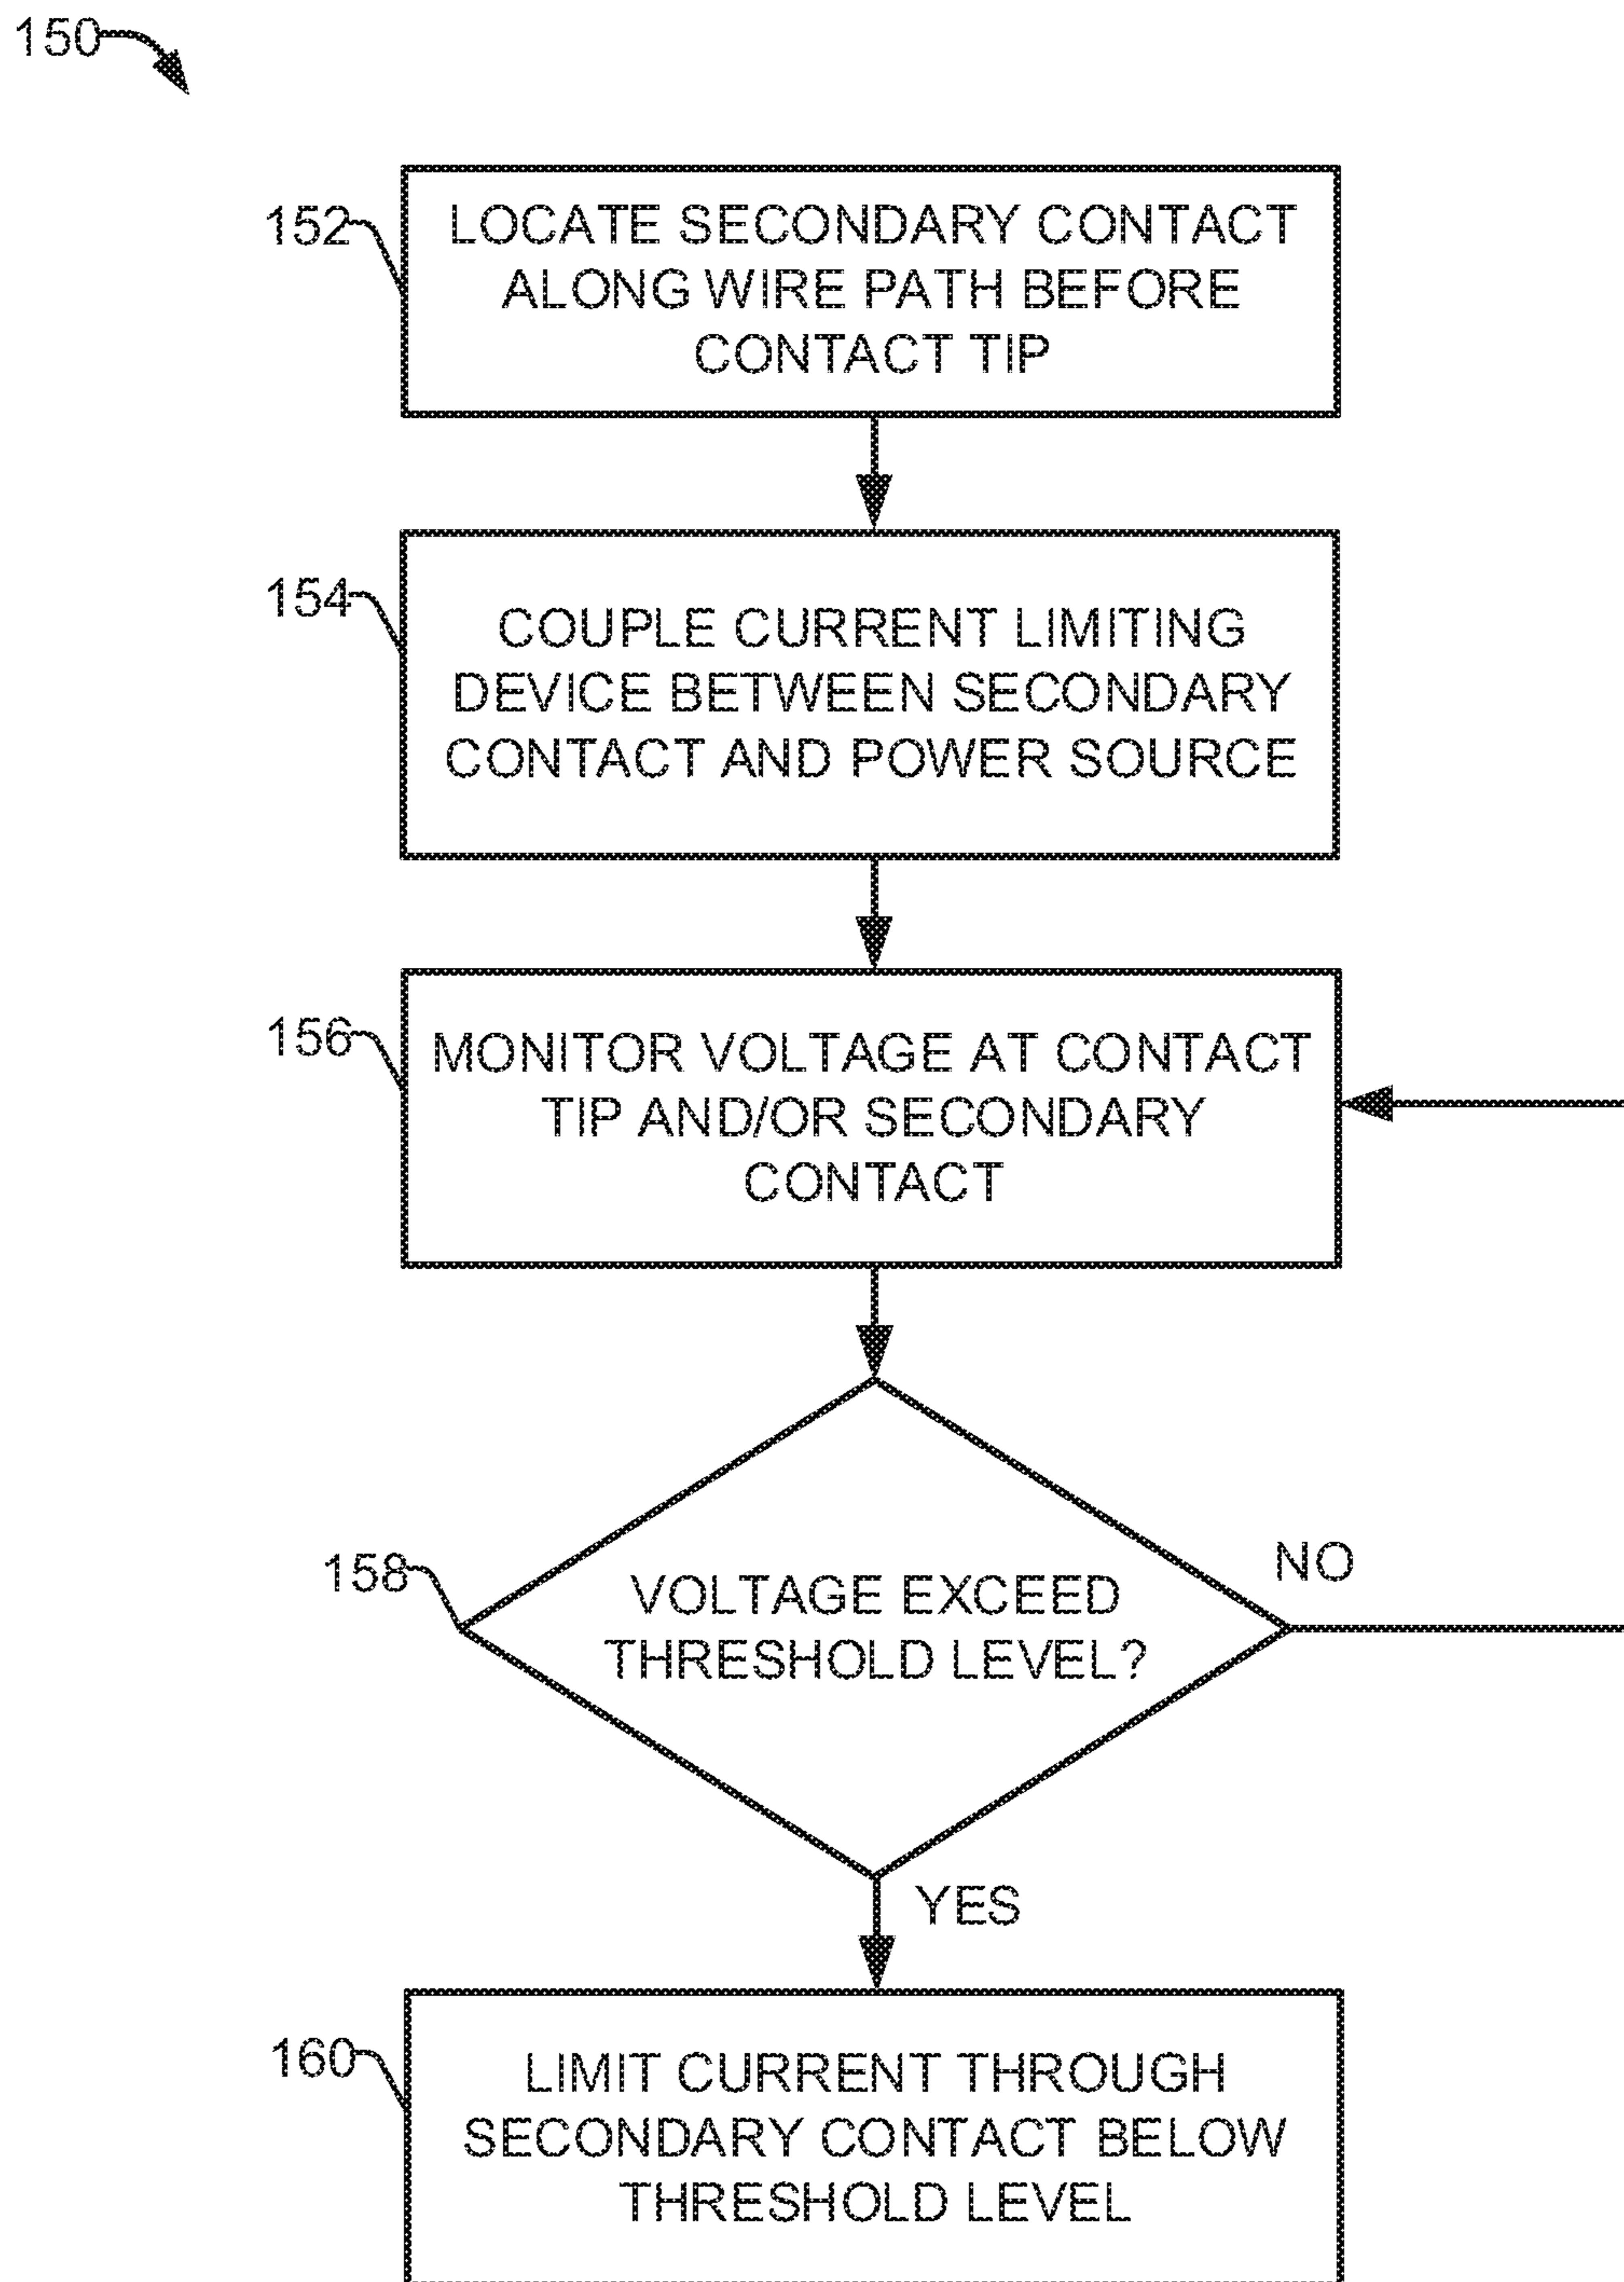 150
152
LOCATE SECONDARY CONTACT
ALONG WIRE PATH BEFORE
CONTACT TIP
154
COUPLE CURRENT LIMITING
DEVICE BETWEEN SECONDARY
CONTACT AND POWER SOURCE
156
MONITOR VOLTAGE AT CONTACT
TIP AND/OR SECONDARY
CONTACT
158
VOLTAGE EXCEED
THRESHOLD LEVEL?
NO
YES
160
LIMIT CURRENT THROUGH
SECONDARY CONTACT BELOW
THRESHOLD LEVEL